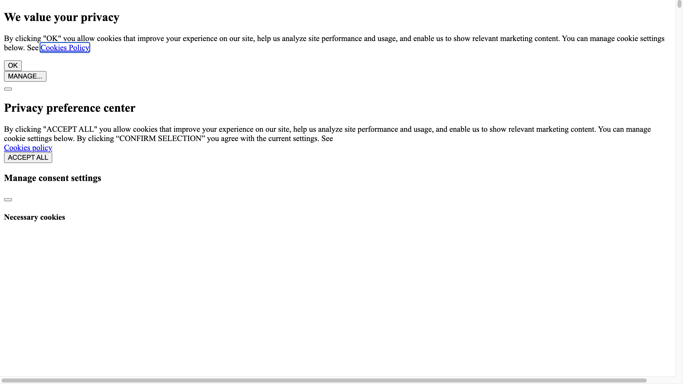 We value your privacy
By clicking "OK" you allow cookies that improve your experience on our site, help us analyze site performance and usage, and enable us to show relevant marketing content. You can manage cookie settings
below. See Cookies Policy
OK
MANAGE...
Privacy preference center
By clicking "ACCEPT ALL" you allow cookies that improve your experience on our site, help us analyze site performance and usage, and enable us to show relevant marketing content. You can manage
cookie settings below. By clicking “CONFIRM SELECTION” you agree with the current settings. See
Cookies policy
ACCEPT ALL
Manage consent settings
Necessary cookies